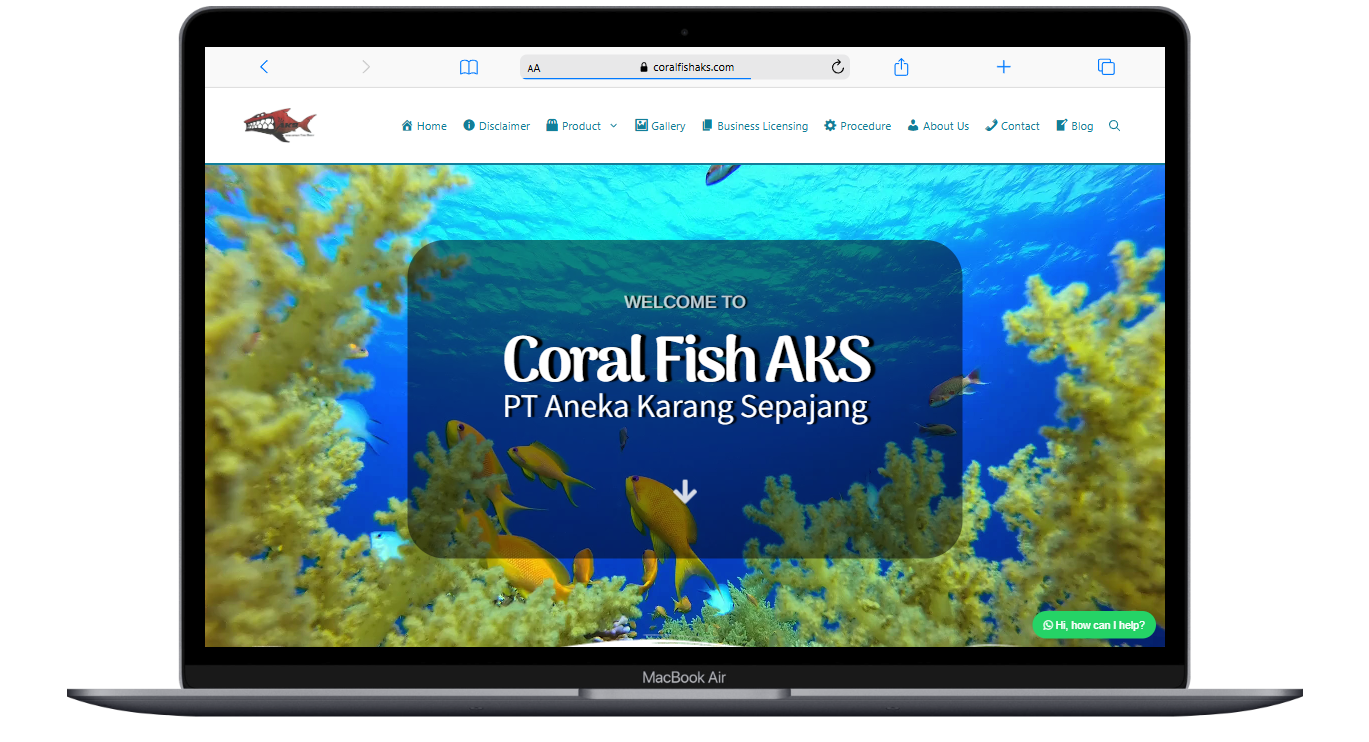 AA
coralfishaks.com
AKS
Home
Disclaimer
Product
Gallery
Business Licensing
Procedure
About Us
Contact
Blog
WELCOME TO
Coral Fish AKS
PT Aneka Karang Sepajang
Hi, how can I help?
MacBook Air